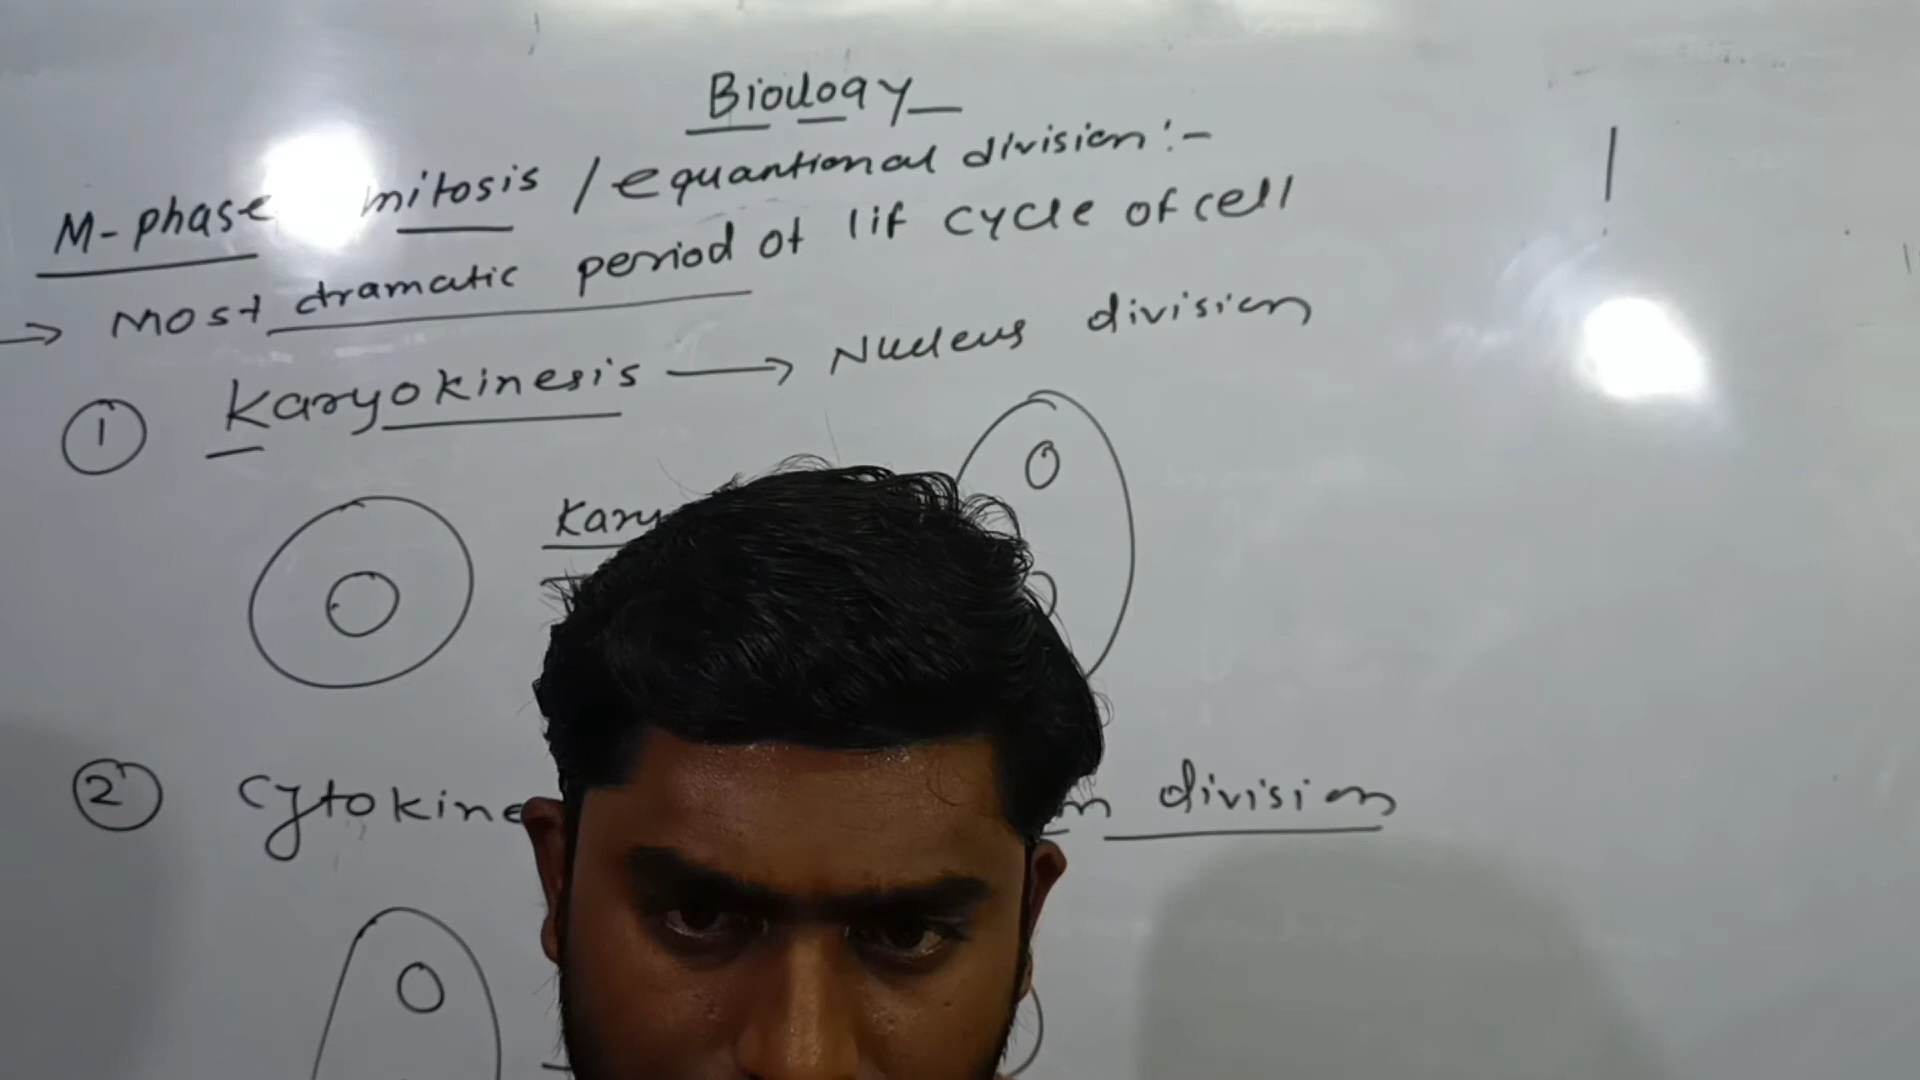 Biology
M-phase mitosis / equantional division :-
→ Most dramatic period of lif cycle of cell
① Karyokinesis → Nucleus division
Kary
② Cytokine division